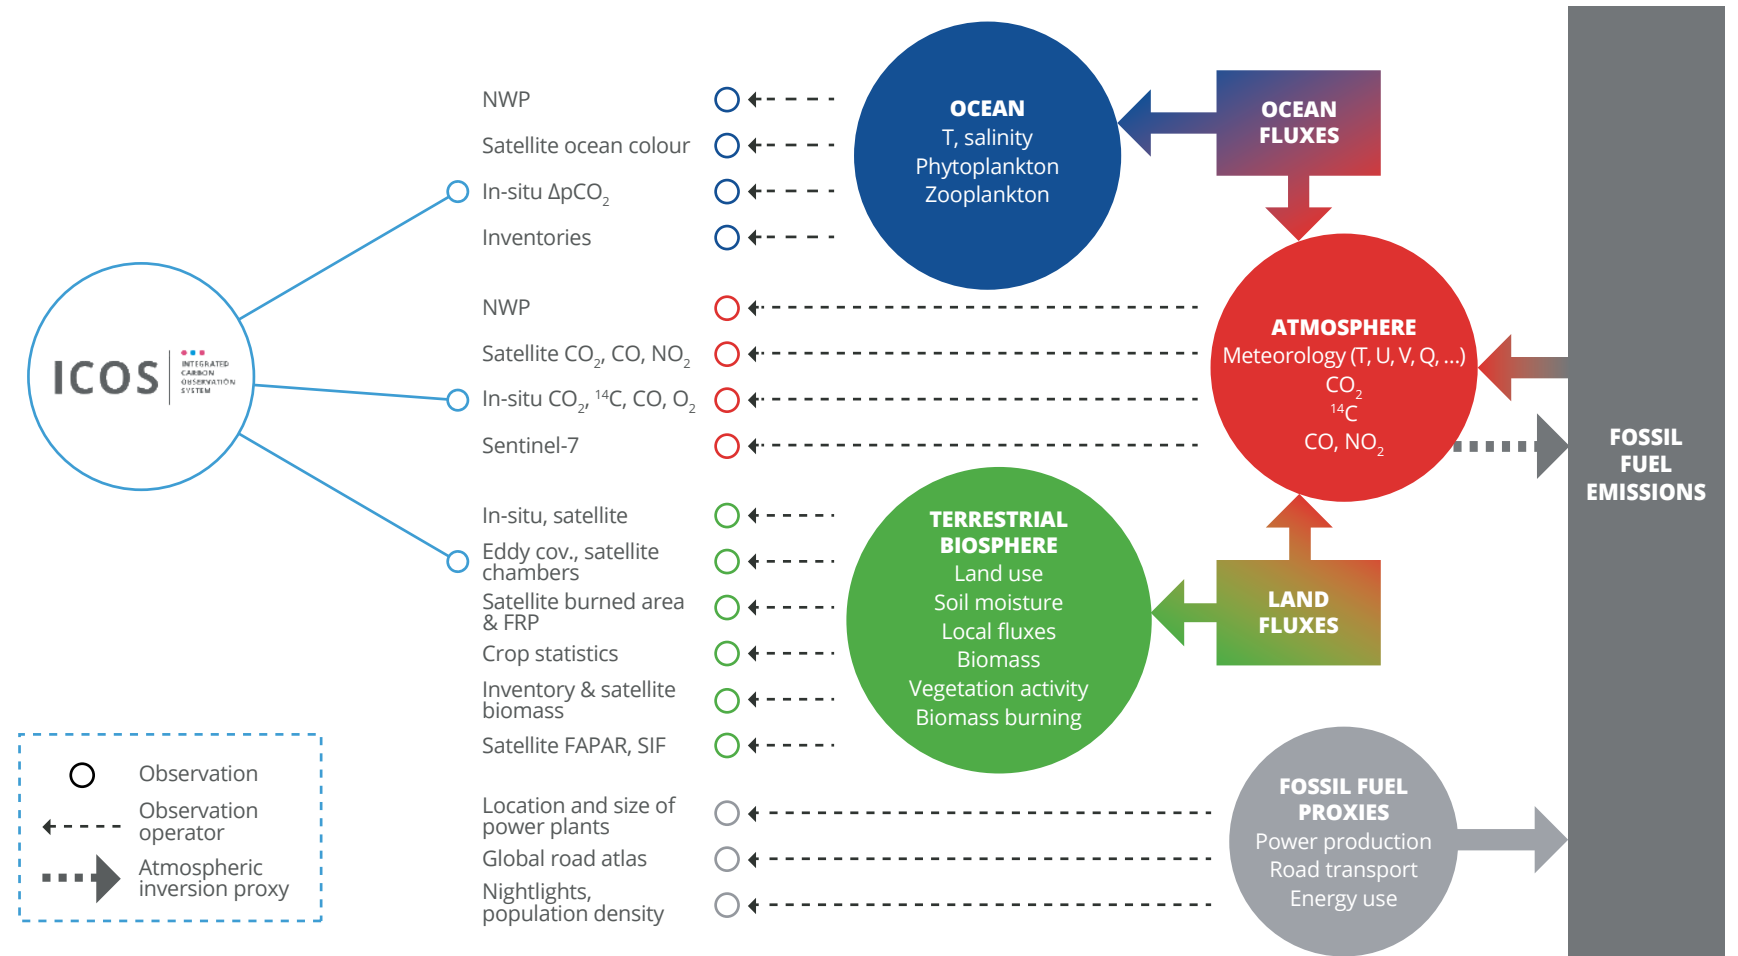 ICOS
INTEGRATED
CARBON
OBSERVATION
SYSTEM
NWP
Satellite ocean colour
In-situ ΔpCO₂
Inventories
NWP
Satellite CO₂, CO, NO₂
In-situ CO₂, ¹⁴C, CO, O₂
Sentinel-7
In-situ, satellite
Eddy cov., satellite
chambers
Satellite burned area
& FRP
Crop statistics
Inventory & satellite
biomass
Satellite FAPAR, SIF
Location and size of
power plants
Global road atlas
Nightlights,
population density
OCEAN
T, salinity
Phytoplankton
Zooplankton
OCEAN
FLUXES
ATMOSPHERE
Meteorology (T, U, V, Q, ...)
CO₂
¹⁴C
CO, NO₂
TERRESTRIAL
BIOSPHERE
Land use
Soil moisture
Local fluxes
Biomass
Vegetation activity
Biomass burning
LAND
FLUXES
FOSSIL FUEL
PROXIES
Power production
Road transport
Energy use
FOSSIL
FUEL
EMISSIONS
Observation
Observation
operator
Atmospheric
inversion proxy